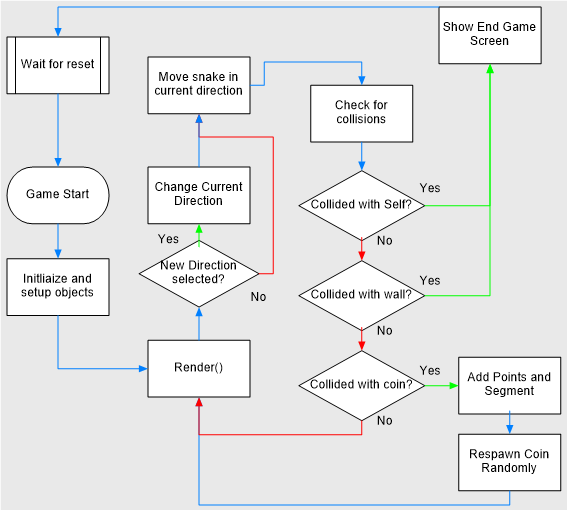 Show End Game
Screen
Wait for reset
Move snake in
current direction
Check for
collisions
Game Start
Change Current
Direction
Collided with Self?
Yes
No
Yes
New Direction
selected?
No
Initliaize and
setup objects
Collided with wall?
Yes
No
Render()
Collided with coin?
Yes
No
Add Points and
Segment
Respawn Coin
Randomly